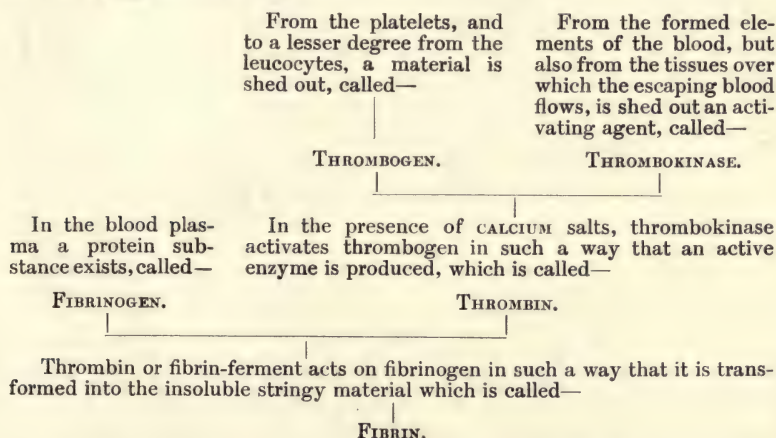 From the platelets, and
to a lesser degree from the
leucocytes, a material is
shed out, called—
THROMBOGEN.
From the formed ele-
ments of the blood, but
also from the tissues over
which the escaping blood
flows, is shed out an acti-
vating agent, called—
THROMBOKINASE.
In the blood plas-
ma a protein sub-
stance exists, called—
FIBRINOGEN.
In the presence of CALCIUM salts, thrombokinase
activates thrombogen in such a way that an active
enzyme is produced, which is called—
THROMBIN.
Thrombin or fibrin-ferment acts on fibrinogen in such a way that it is trans-
formed into the insoluble stringy material which is called—
FIBRIN.